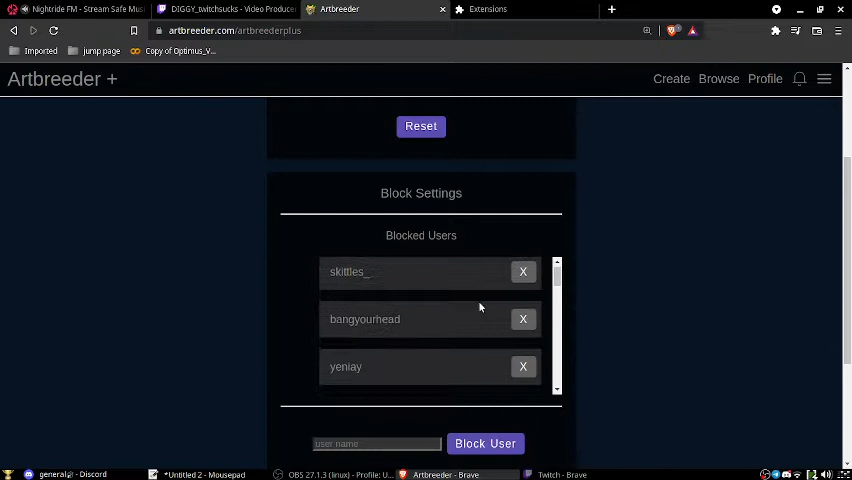 Nightride FM - Stream Safe Mus
DIGGY_twitchsucks - Video Producer
Artbreeder
Extensions
artbreeder.com/artbreederplus
Imported
jump page
Copy of Optimus_V...
Artbreeder +
Create
Browse
Profile
Reset
Block Settings
Blocked Users
skittles_
X
bangyourhead
X
yeniay
X
user name
Block User
general - Discord
*Untitled 2 - Mousepad
OBS 27.1.3 (linux) - Profile: U...
Artbreeder - Brave
Twitch - Brave